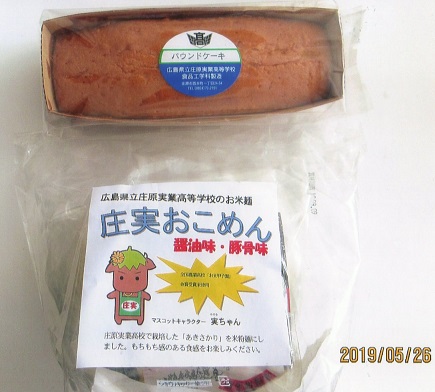 高
パウンドケーキ
広島県立庄原実業高等学校
食品工学科製造
広島県立庄原実業高等学校のお米麺
庄実おこめん
醤油味・豚骨味
庄実
マスコットキャラクター 実ちゃん
庄原実業高校で栽培した「あきさかり」を米粉麺にし
ました。もちもち感のある食感をお楽しみください。
2019/05/26